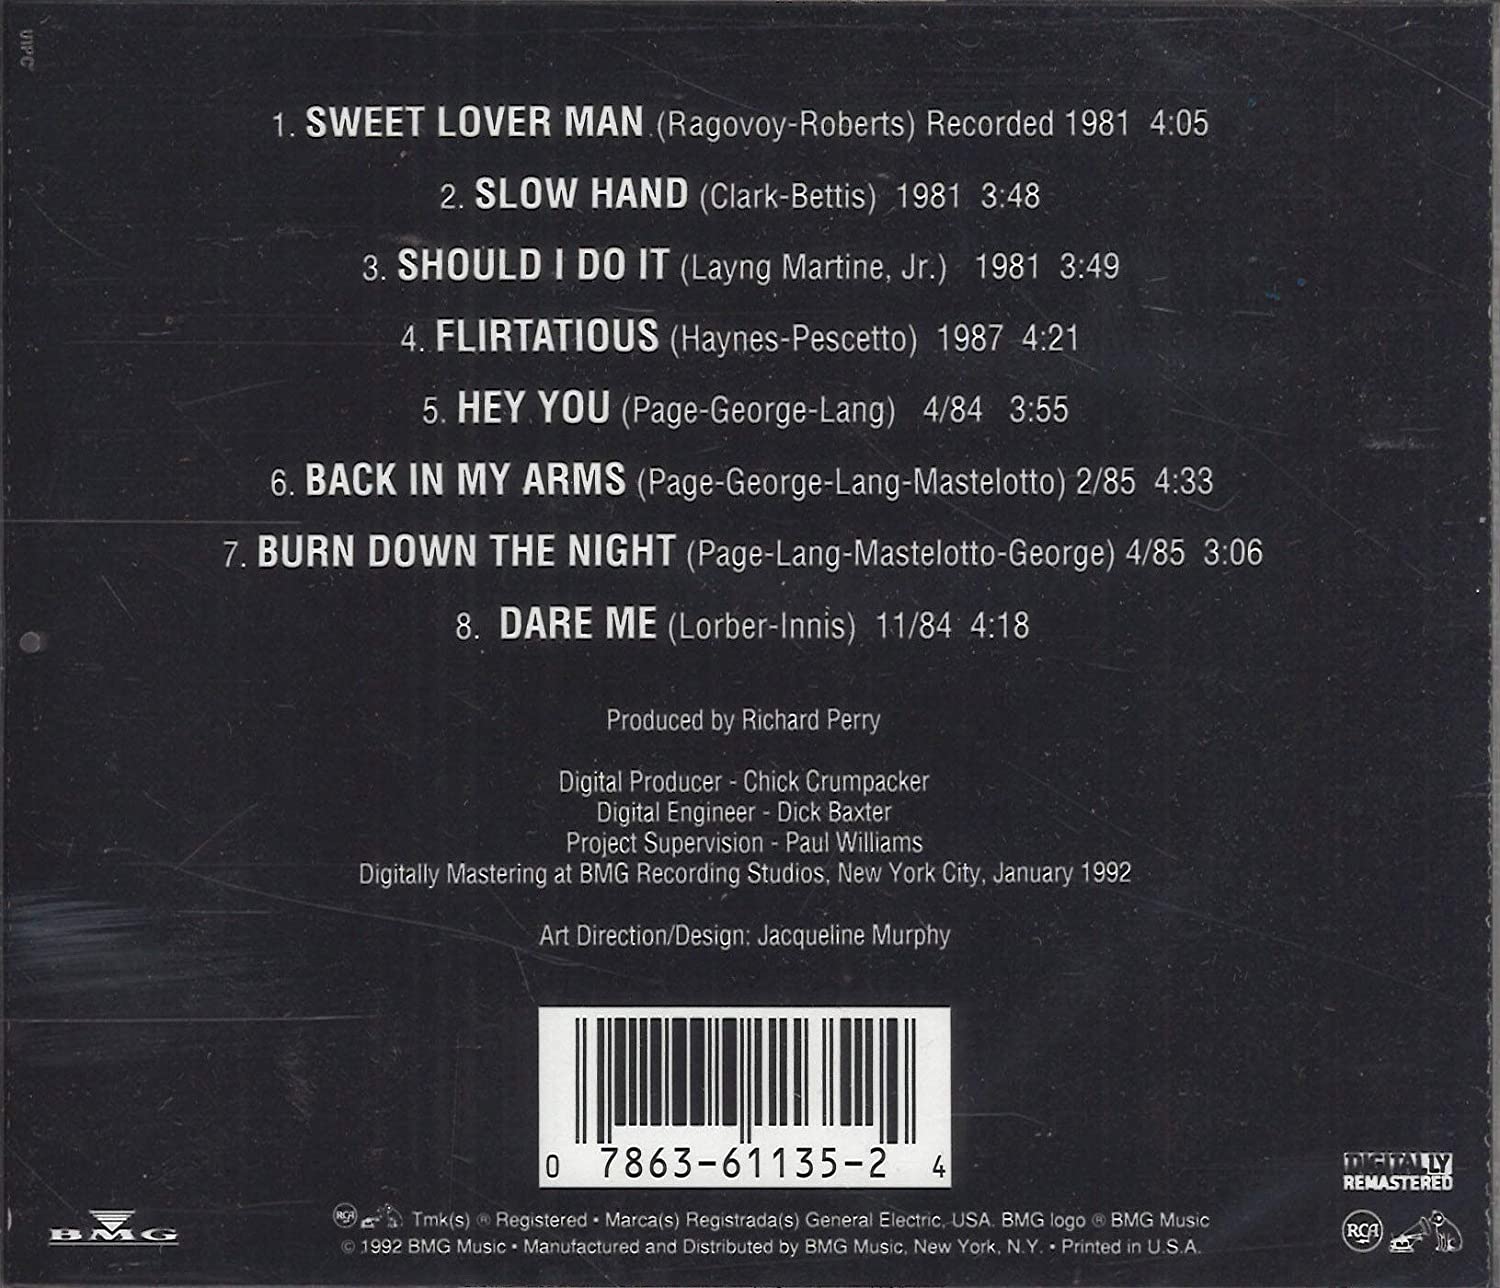 U1PC
1. SWEET LOVER MAN (Ragovoy-Roberts) Recorded 1981 4:05
2. SLOW HAND (Clark-Bettis) 1981 3:48
3. SHOULD I DO IT (Layng Martine, Jr.) 1981 3:49
4. FLIRTATIOUS (Haynes-Pescetto) 1987 4:21
5. HEY YOU (Page-George-Lang) 4/84 3:55
6. BACK IN MY ARMS (Page-George-Lang-Mastelotto) 2/85 4:33
7. BURN DOWN THE NIGHT (Page-Lang-Mastelotto-George) 4/85 3:06
8. DARE ME (Lorber-Innis) 11/84 4:18
Produced by Richard Perry
Digital Producer - Chick Crumpacker
Digital Engineer - Dick Baxter
Project Supervision - Paul Williams
Digitally Mastering at BMG Recording Studios, New York City, January 1992
Art Direction/Design: Jacqueline Murphy
0 7863-61135-2 4
DIGITALLY
REMASTERED
BMG
RCA Tmk(s) ® Registered • Marca(s) Registrada(s) General Electric, USA. BMG logo ® BMG Music
© 1992 BMG Music • Manufactured and Distributed by BMG Music, New York, N.Y. • Printed in U.S.A.
RCA